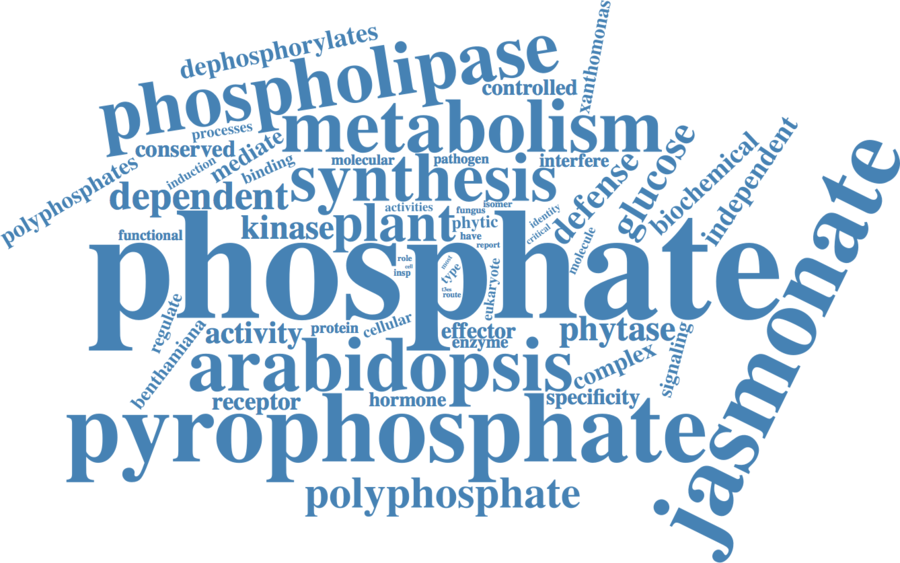 xanthomonas
dephosphorylates
phospholipase
controlled
processes
metabolism
conserved
mediate
induction
binding
molecular
pathogen
interfere
polyphosphates
dependent
synthesis
defense
glucose
biochemical
independent
activities
isomer
fungus
identity
kinase
plant
phytic
critical
functional
have
report
molecule
phosphate
role
cell
insp
most
type
13aa
route
eukaryote
jasmonate
regulate
benthamiana
activity
protein
cellular
effector
enzyme
phytase
arabidopsis
complex
signaling
receptor
hormone
specificity
pyrophosphate
polyphosphate